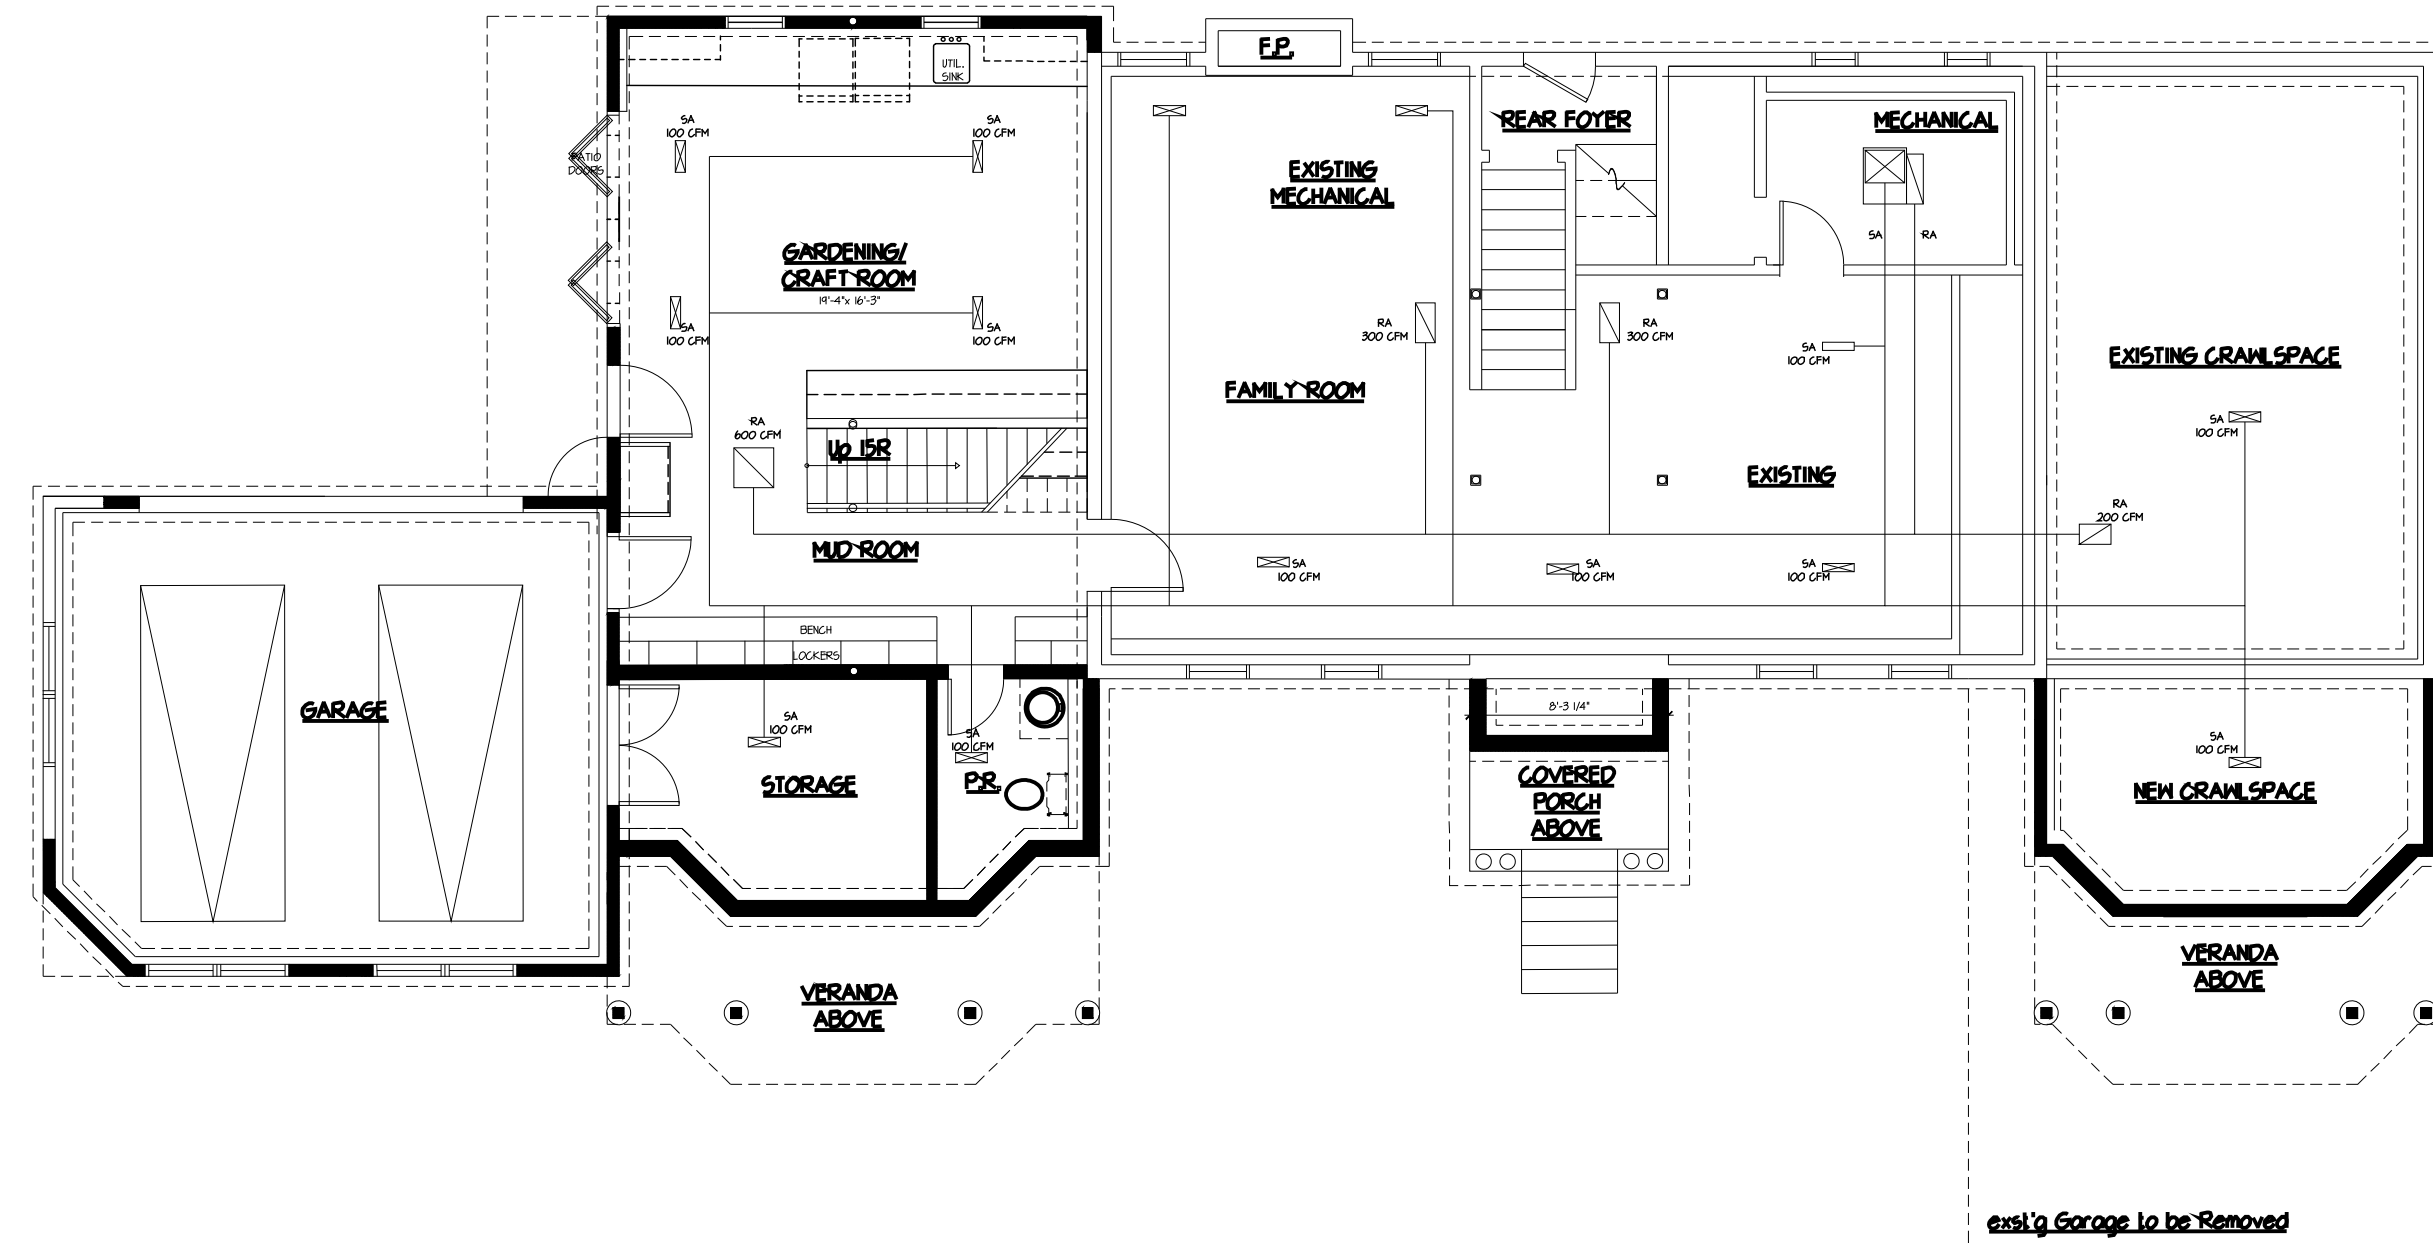 F.P.
UTIL.
SINK
SA
100 CFM
SA
100 CFM
REAR FOYER
MECHANICAL
PATIO
DOORS
EXISTING
MECHANICAL
SA
RA
GARDENING/
CRAFT ROOM
19'-4"x 16'-3"
SA
100 CFM
SA
100 CFM
RA
300 CFM
RA
300 CFM
SA
100 CFM
EXISTING CRAWLSPACE
FAMILY ROOM
RA
600 CFM
Up 15R
SA
100 CFM
EXISTING
RA
200 CFM
MUD ROOM
SA
100 CFM
SA
100 CFM
SA
100 CFM
BENCH
LOCKERS
GARAGE
SA
100 CFM
SA
100 CFM
8'-3 1/4"
SA
100 CFM
STORAGE
P.R.
COVERED
PORCH
ABOVE
NEW CRAWLSPACE
VERANDA
ABOVE
VERANDA
ABOVE
exst'g Garage to be Removed